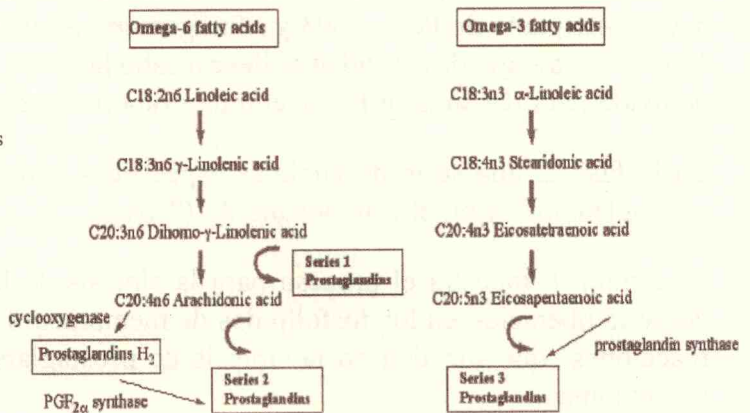 Omega-6 fatty acids
Omega-3 fatty acids
C18:2n6 Linoleic acid
C18:3n3 α-Linoleic acid
s
C18:3n6 γ-Linolenic acid
C18:4n3 Stearidonic acid
C20:3n6 Dihomo-γ-Linolenic acid
C20:4n3 Eicosatetraenoic acid
Series 1
Prostaglandins
C20:4n6 Arachidonic acid
C20:5n3 Eicosapentaenoic acid
cyclooxygenase
prostaglandin synthase
Prostaglandins H₂
Series 2
Prostaglandins
Series 3
Prostaglandins
PGF₂α synthase